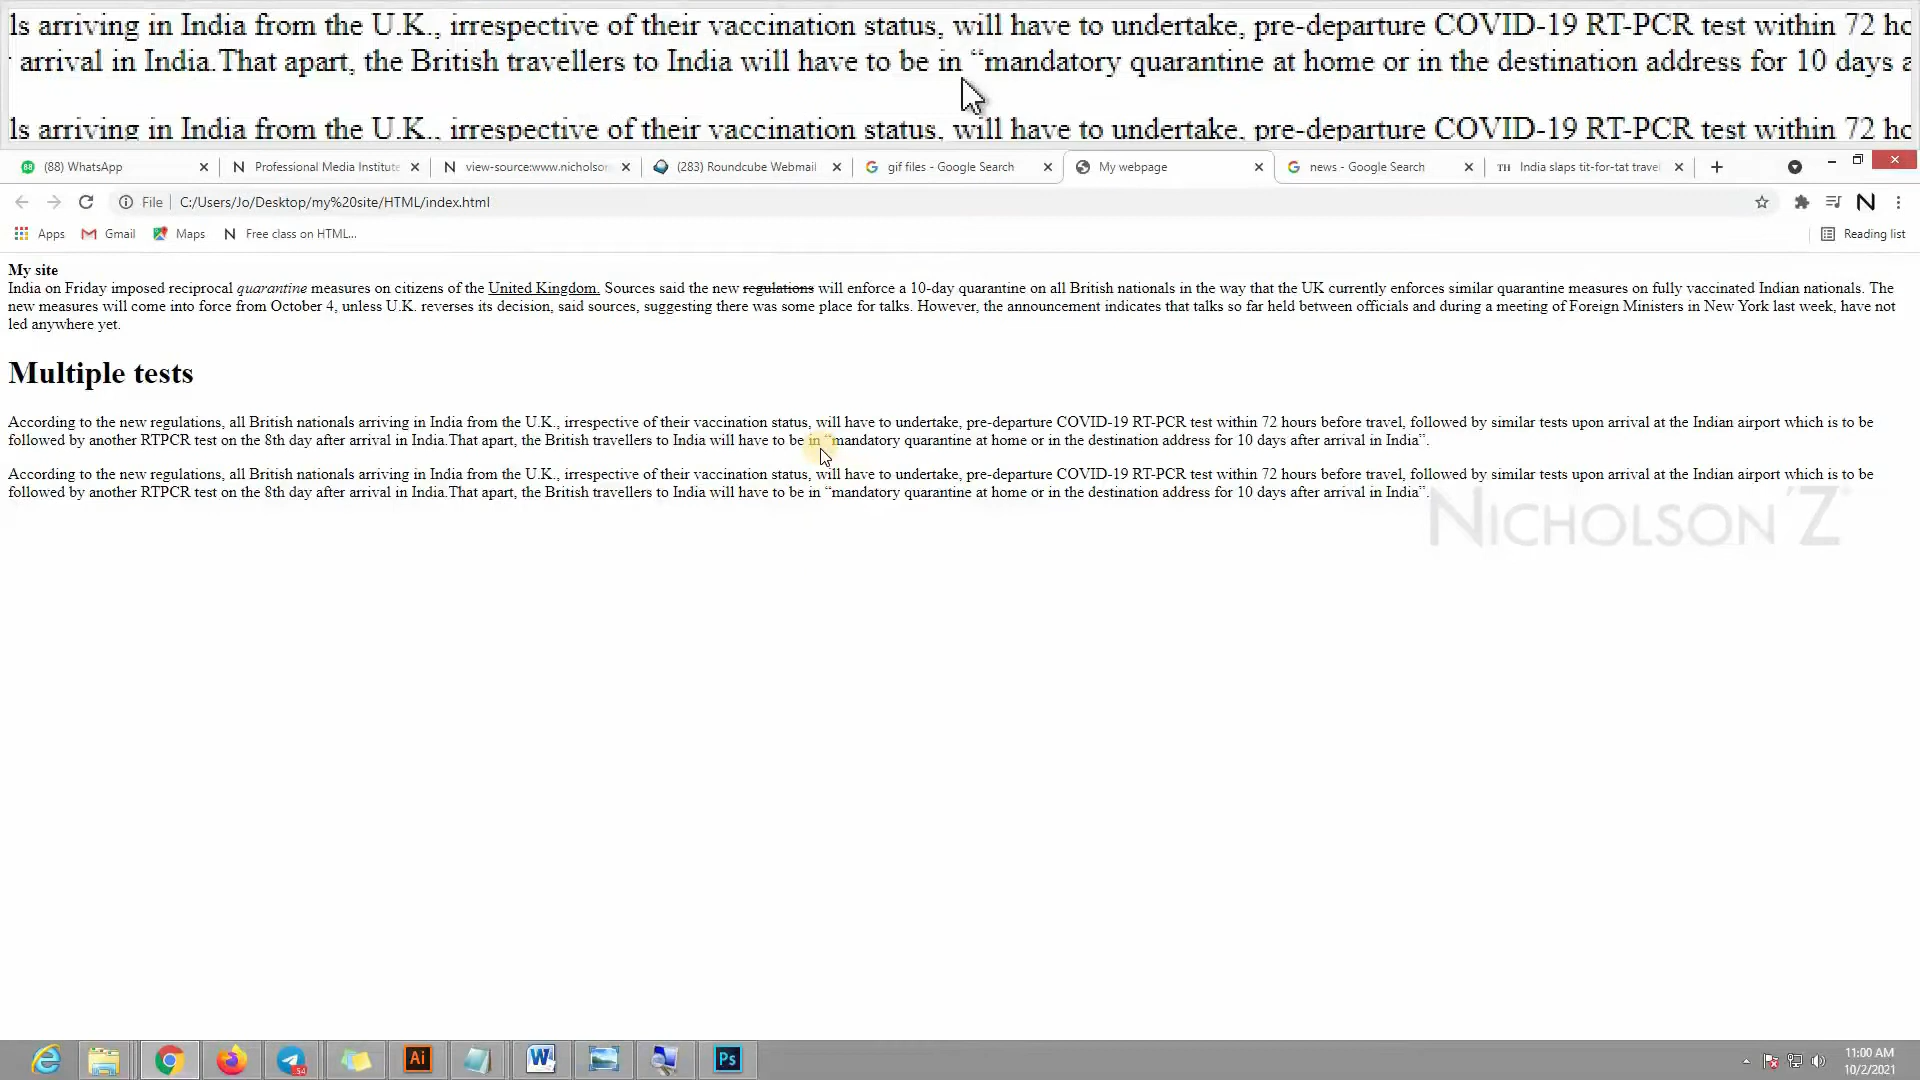 ls arriving in India from the U.K., irrespective of their vaccination status, will have to undertake, pre-departure COVID-19 RT-PCR test within 72 ho
arrival in India.That apart, the British travellers to India will have to be in “mandatory quarantine at home or in the destination address for 10 days a
ls arriving in India from the U.K., irrespective of their vaccination status, will have to undertake, pre-departure COVID-19 RT-PCR test within 72 ho
(88) WhatsApp
Professional Media Institute
view-source:www.nicholson
(283) Roundcube Webmail
gif files - Google Search
My webpage
news - Google Search
TH India slaps tit-for-tat travel
File
C:/Users/Jo/Desktop/my%20site/HTML/index.html
Apps
Gmail
Maps
Free class on HTML...
Reading list
My site
India on Friday imposed reciprocal quarantine measures on citizens of the United Kingdom. Sources said the new regulations will enforce a 10-day quarantine on all British nationals in the way that the UK currently enforces similar quarantine measures on fully vaccinated Indian nationals. The
new measures will come into force from October 4, unless U.K. reverses its decision, said sources, suggesting there was some place for talks. However, the announcement indicates that talks so far held between officials and during a meeting of Foreign Ministers in New York last week, have not
led anywhere yet.
Multiple tests
According to the new regulations, all British nationals arriving in India from the U.K., irrespective of their vaccination status, will have to undertake, pre-departure COVID-19 RT-PCR test within 72 hours before travel, followed by similar tests upon arrival at the Indian airport which is to be
followed by another RTPCR test on the 8th day after arrival in India.That apart, the British travellers to India will have to be in “mandatory quarantine at home or in the destination address for 10 days after arrival in India”.
According to the new regulations, all British nationals arriving in India from the U.K., irrespective of their vaccination status, will have to undertake, pre-departure COVID-19 RT-PCR test within 72 hours before travel, followed by similar tests upon arrival at the Indian airport which is to be
followed by another RTPCR test on the 8th day after arrival in India.That apart, the British travellers to India will have to be in “mandatory quarantine at home or in the destination address for 10 days after arrival in India”.
NICHOLSON'Z
54
Ai
W
Ps
11:00 AM
10/2/2021